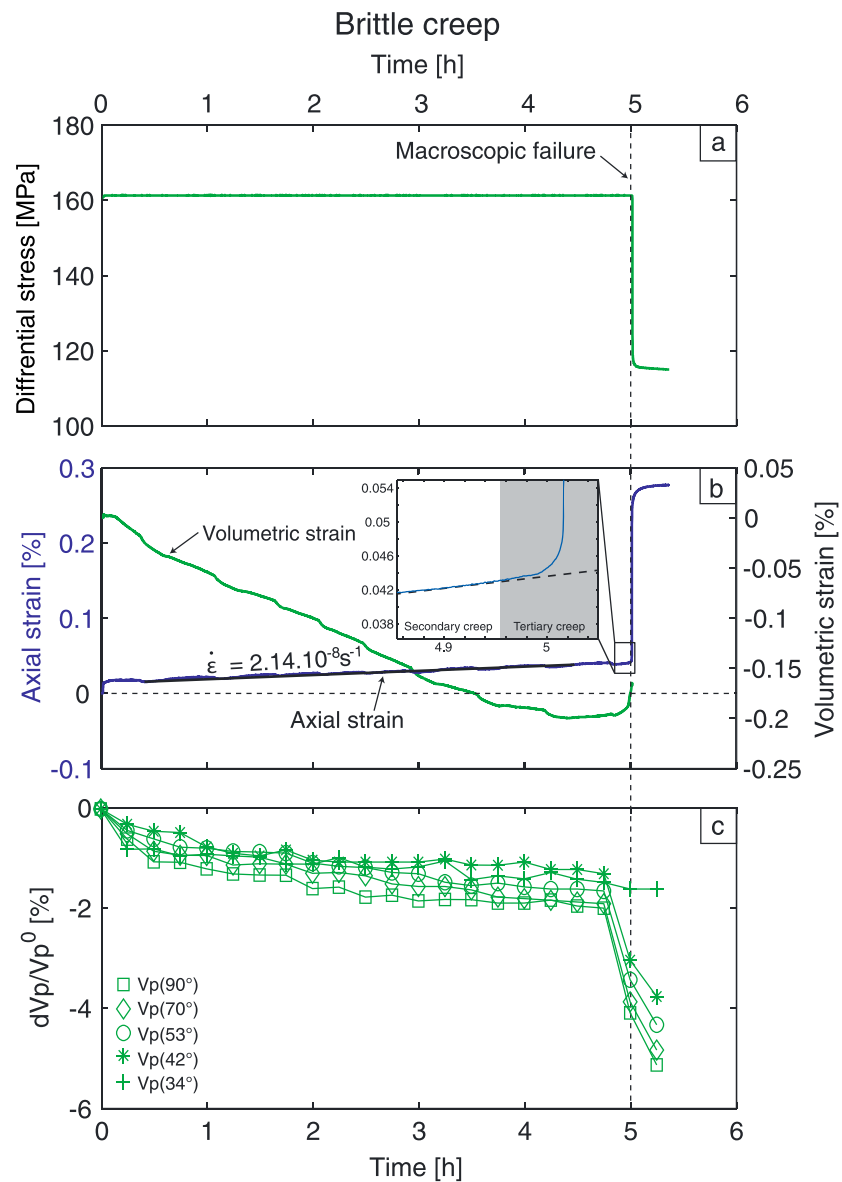 Brittle creep
Time [h]
0 1 2 3 4 5 6
180
160
140
120
100
Diffrential stress [MPa]
Macroscopic failure
a
0.3
0.2
0.1
0
-0.1
Axial strain [%]
0.05
0
-0.05
-0.1
-0.15
-0.2
-0.25
Volumetric strain [%]
b
Volumetric strain
0.054
0.05
0.046
0.042
0.038
Secondary creep
Tertiary creep
4.9 5
ε̇ = 2.14.10-8s-1
Axial strain
0
-2
-4
-6
dVp/Vp0 [%]
c
Vp(90°)
Vp(70°)
Vp(53°)
Vp(42°)
Vp(34°)
0 1 2 3 4 5 6
Time [h]